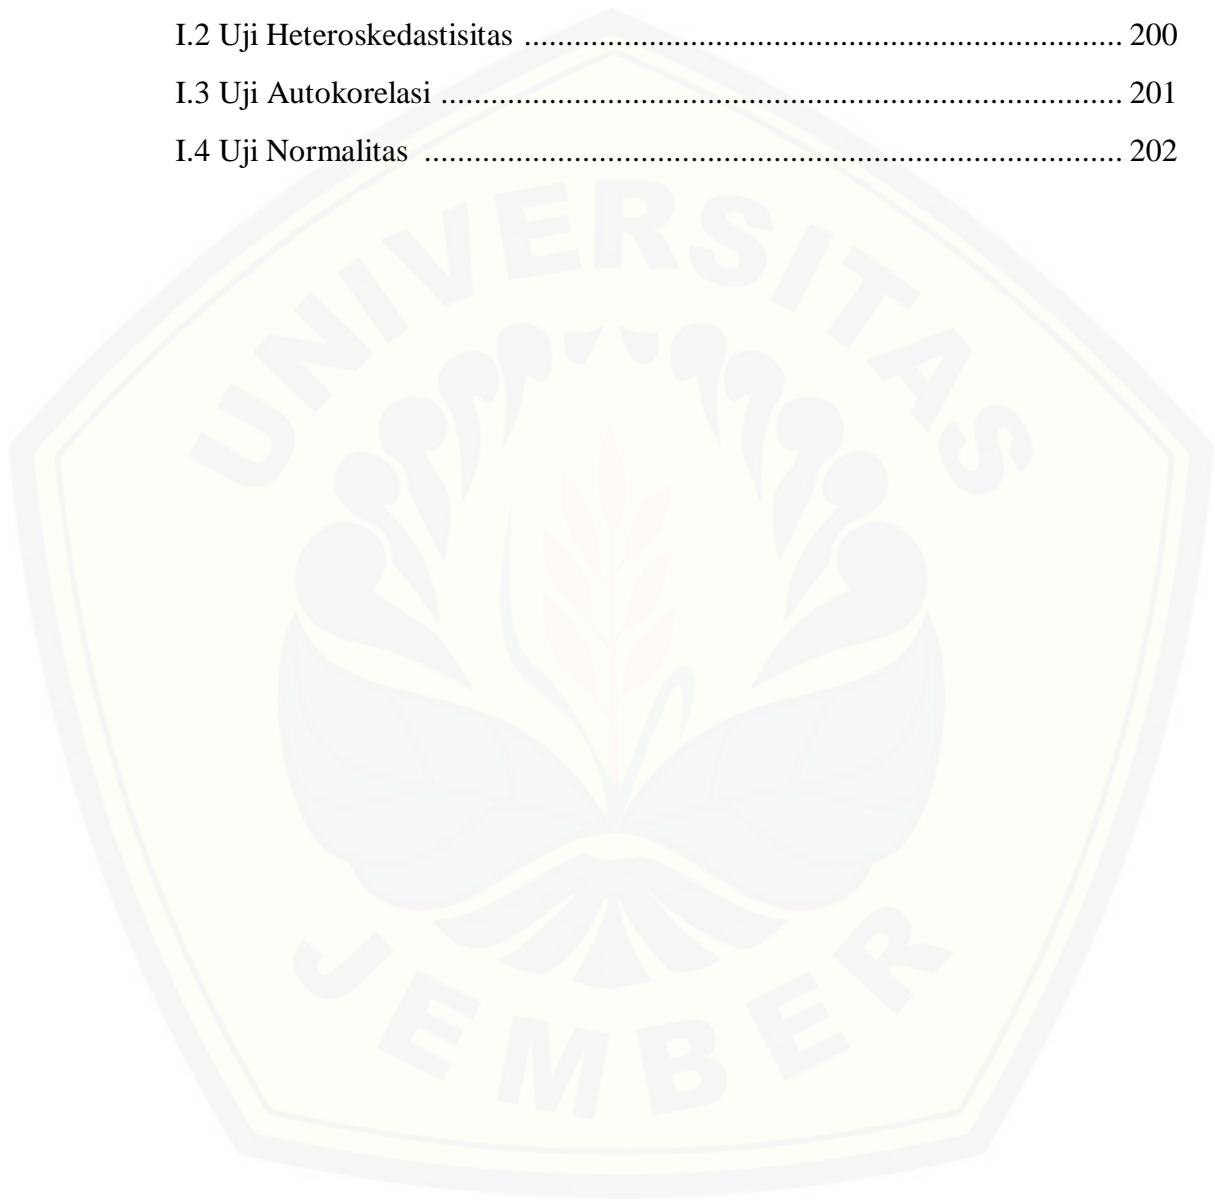 I.2 Uji Heteroskedastisitas .......................................................................... 200
I.3 Uji Autokorelasi .................................................................................... 201
I.4 Uji Normalitas ...................................................................................... 202
UNIVERSITAS
JEMBER